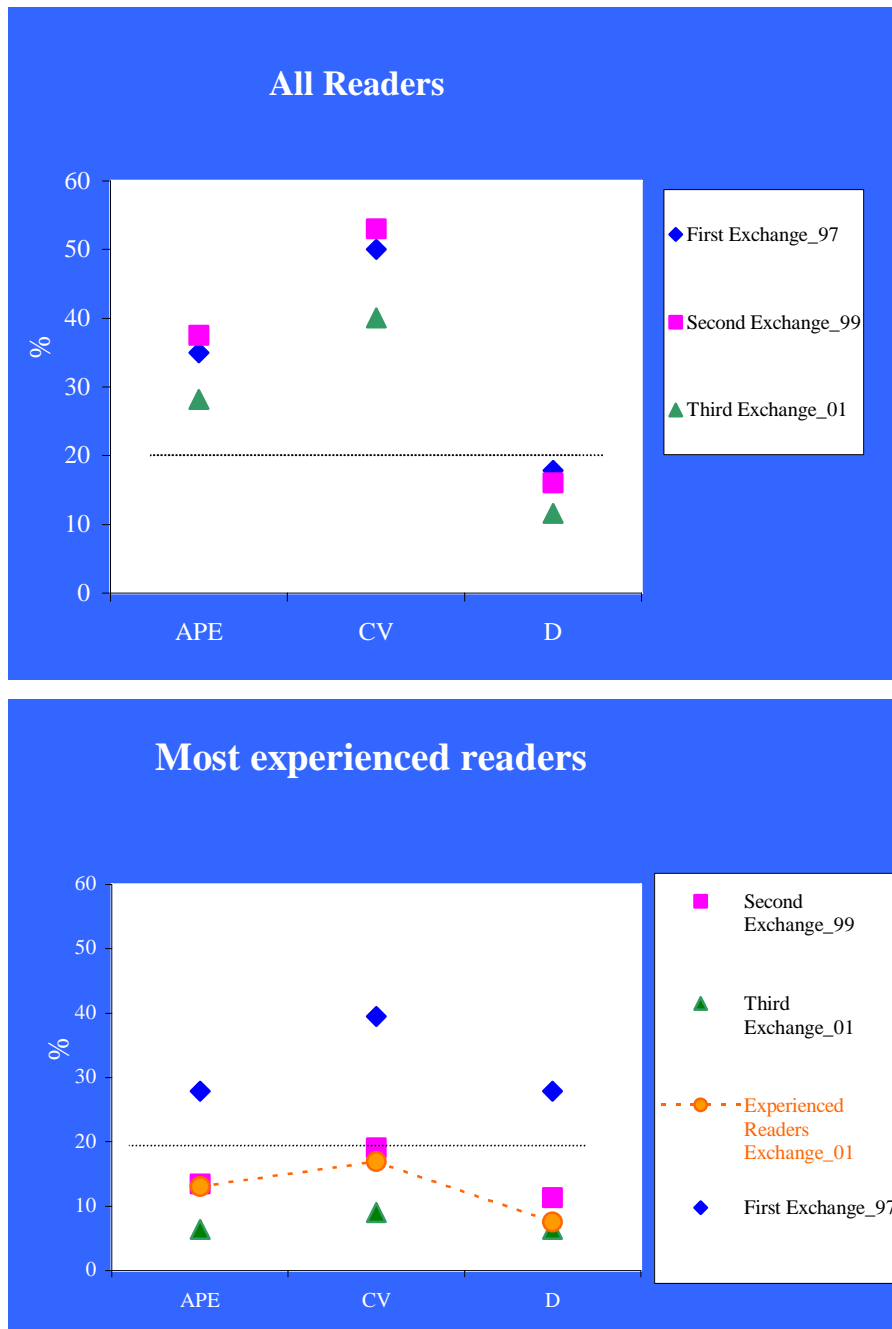 All Readers
60
50
40
30
20
10
0
%
APE CV D
First Exchange_97
Second Exchange_99
Third Exchange_01
Most experienced readers
60
50
40
30
20
10
0
%
APE CV D
Second
Exchange_99
Third
Exchange_01
Experienced
Readers
Exchange_01
First Exchange_97